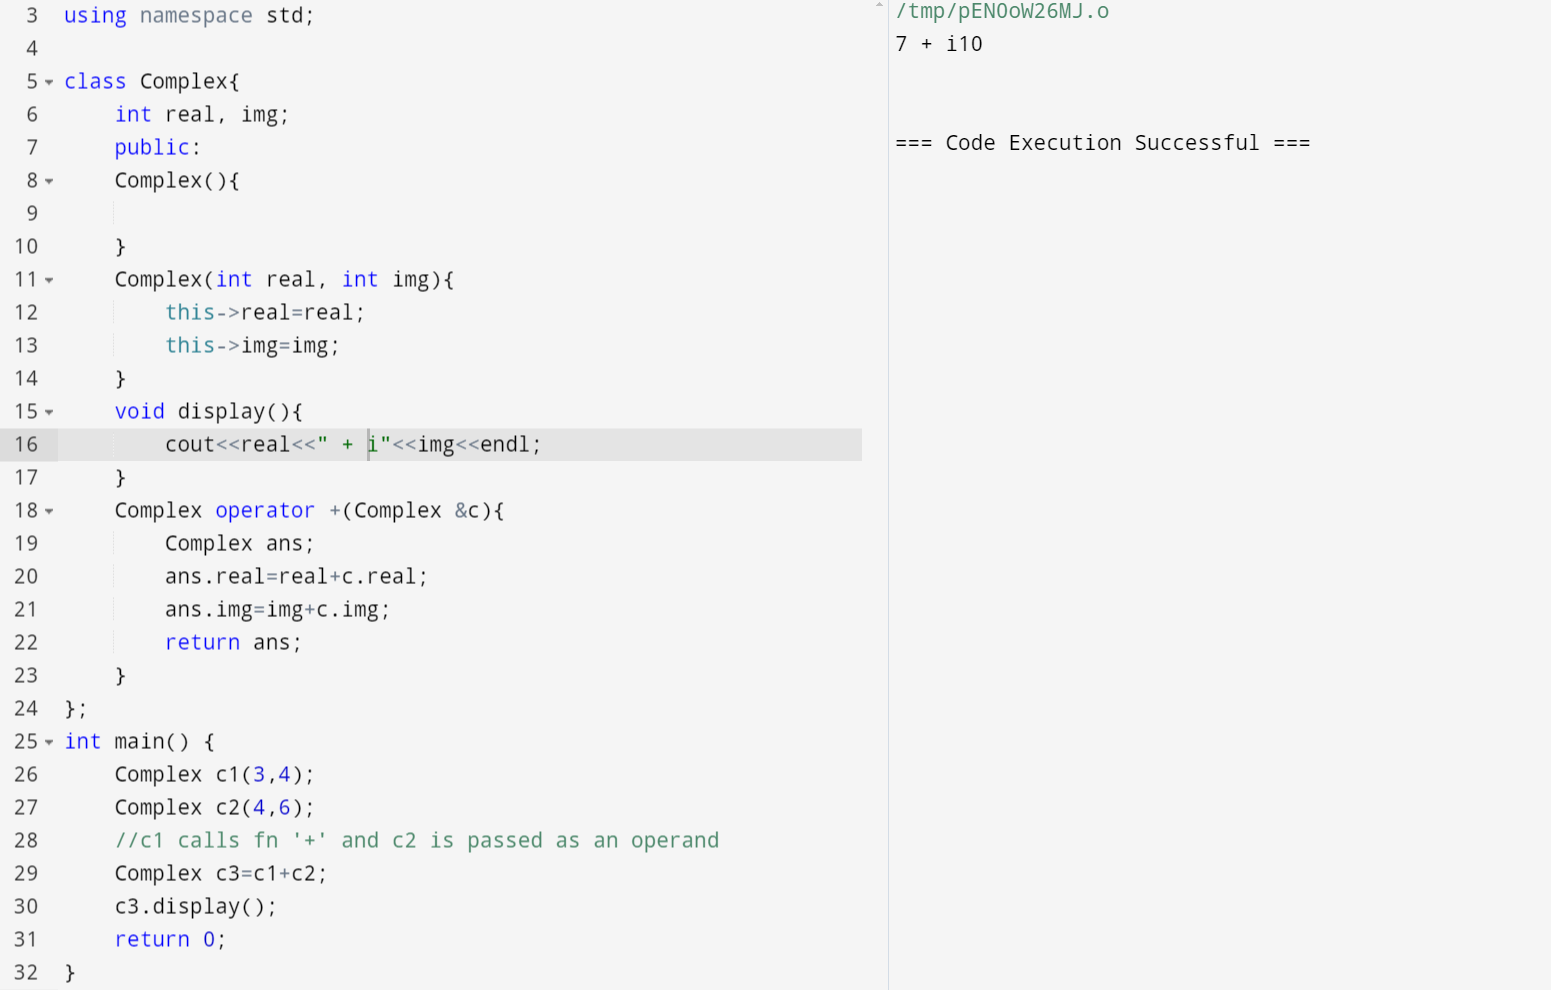 3 using namespace std;
4
5 class Complex{
6     int real, img;
7     public:
8     Complex(){
9
10     }
11     Complex(int real, int img){
12         this->real=real;
13         this->img=img;
14     }
15     void display(){
16         cout<<real<<" + i"<<img<<endl;
17     }
18     Complex operator +(Complex &c){
19         Complex ans;
20         ans.real=real+c.real;
21         ans.img=img+c.img;
22         return ans;
23     }
24 };
25 int main() {
26     Complex c1(3,4);
27     Complex c2(4,6);
28     //c1 calls fn '+' and c2 is passed as an operand
29     Complex c3=c1+c2;
30     c3.display();
31     return 0;
32 }
/tmp/pENOoW26MJ.o
7 + i10
=== Code Execution Successful ===